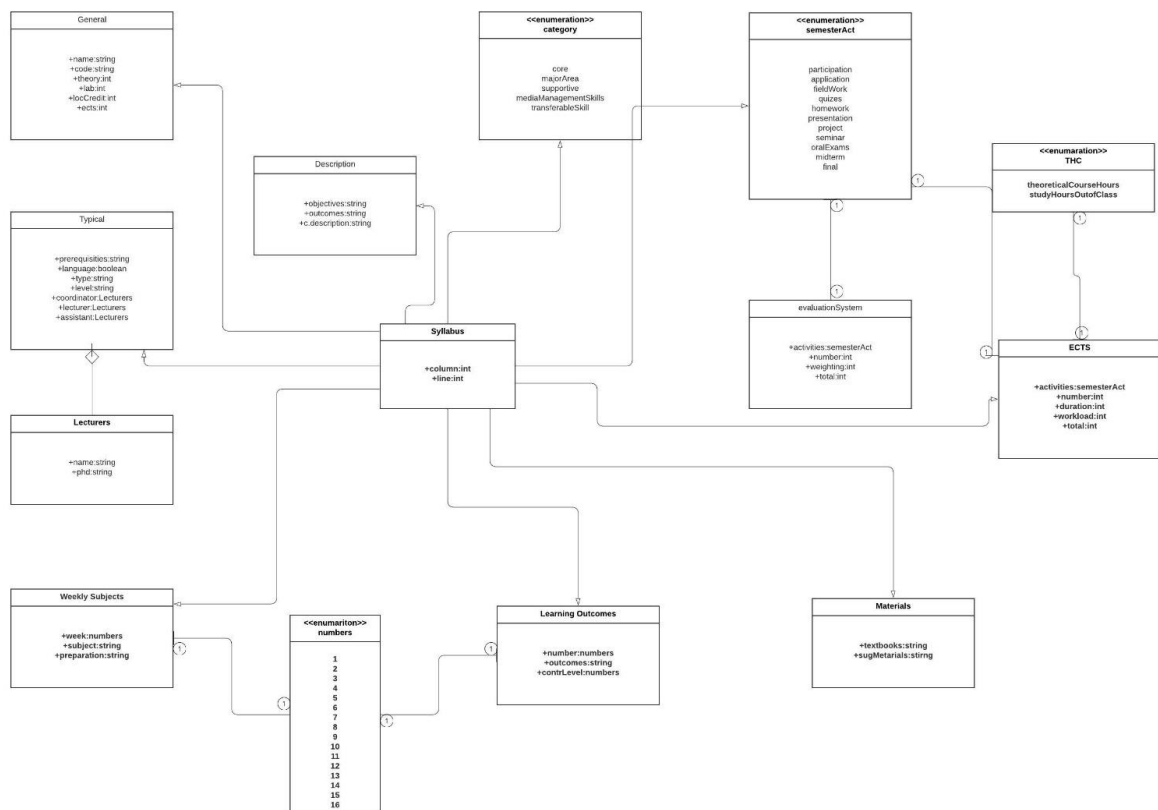 General
+name:string
+code:string
+theory:int
+lab:int
+locCredit:int
+ects:int
<<enumeration>>
category
core
majorArea
supportive
mediaManagementSkills
transferableSkill
<<enumeration>>
semesterAct
participation
application
fieldWork
quizes
homework
presentation
project
seminar
oralExams
midterm
final
<<enumaration>>
THC
theoreticalCourseHours
studyHoursOutofClass
1
1
1
Description
+objectives:string
+outcomes:string
+c.description:string
Typical
+prerequisities:string
+language:boolean
+type:string
+level:string
+coordinator:Lecturers
+lecturer:Lecturers
+assistant:Lecturers
1
evaluationSystem
+activities:semesterAct
+number:int
+weighting:int
+total:int
Syllabus
+column:int
+line:int
1
1
ECTS
+activities:semesterAct
+number:int
+duration:int
+workload:int
+total:int
Lecturers
+name:string
+phd:string
Weekly Subjects
+week:numbers
+subject:string
+preparation:string
1
<<enumariton>>
numbers
1
2
3
4
5
6
7
8
9
10
11
12
13
14
15
16
1
1
1
Learning Outcomes
+number:numbers
+outcomes:string
+contrLevel:numbers
Materials
+textbooks:string
+sugMetarials:stirng